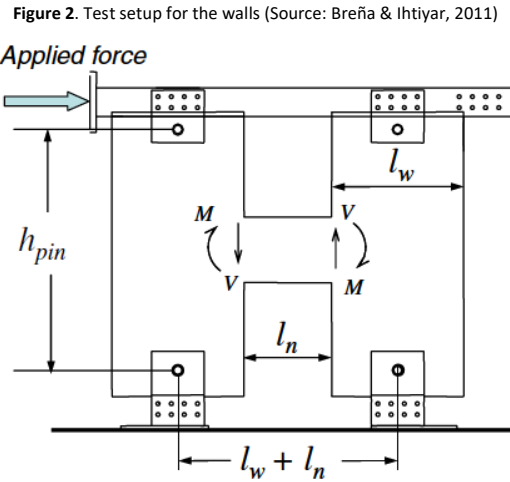 Figure 2. Test setup for the walls (Source: Breña & Ihtiyar, 2011)
Applied force
l_w
M
V
h_pin
V
M
l_n
l_w + l_n